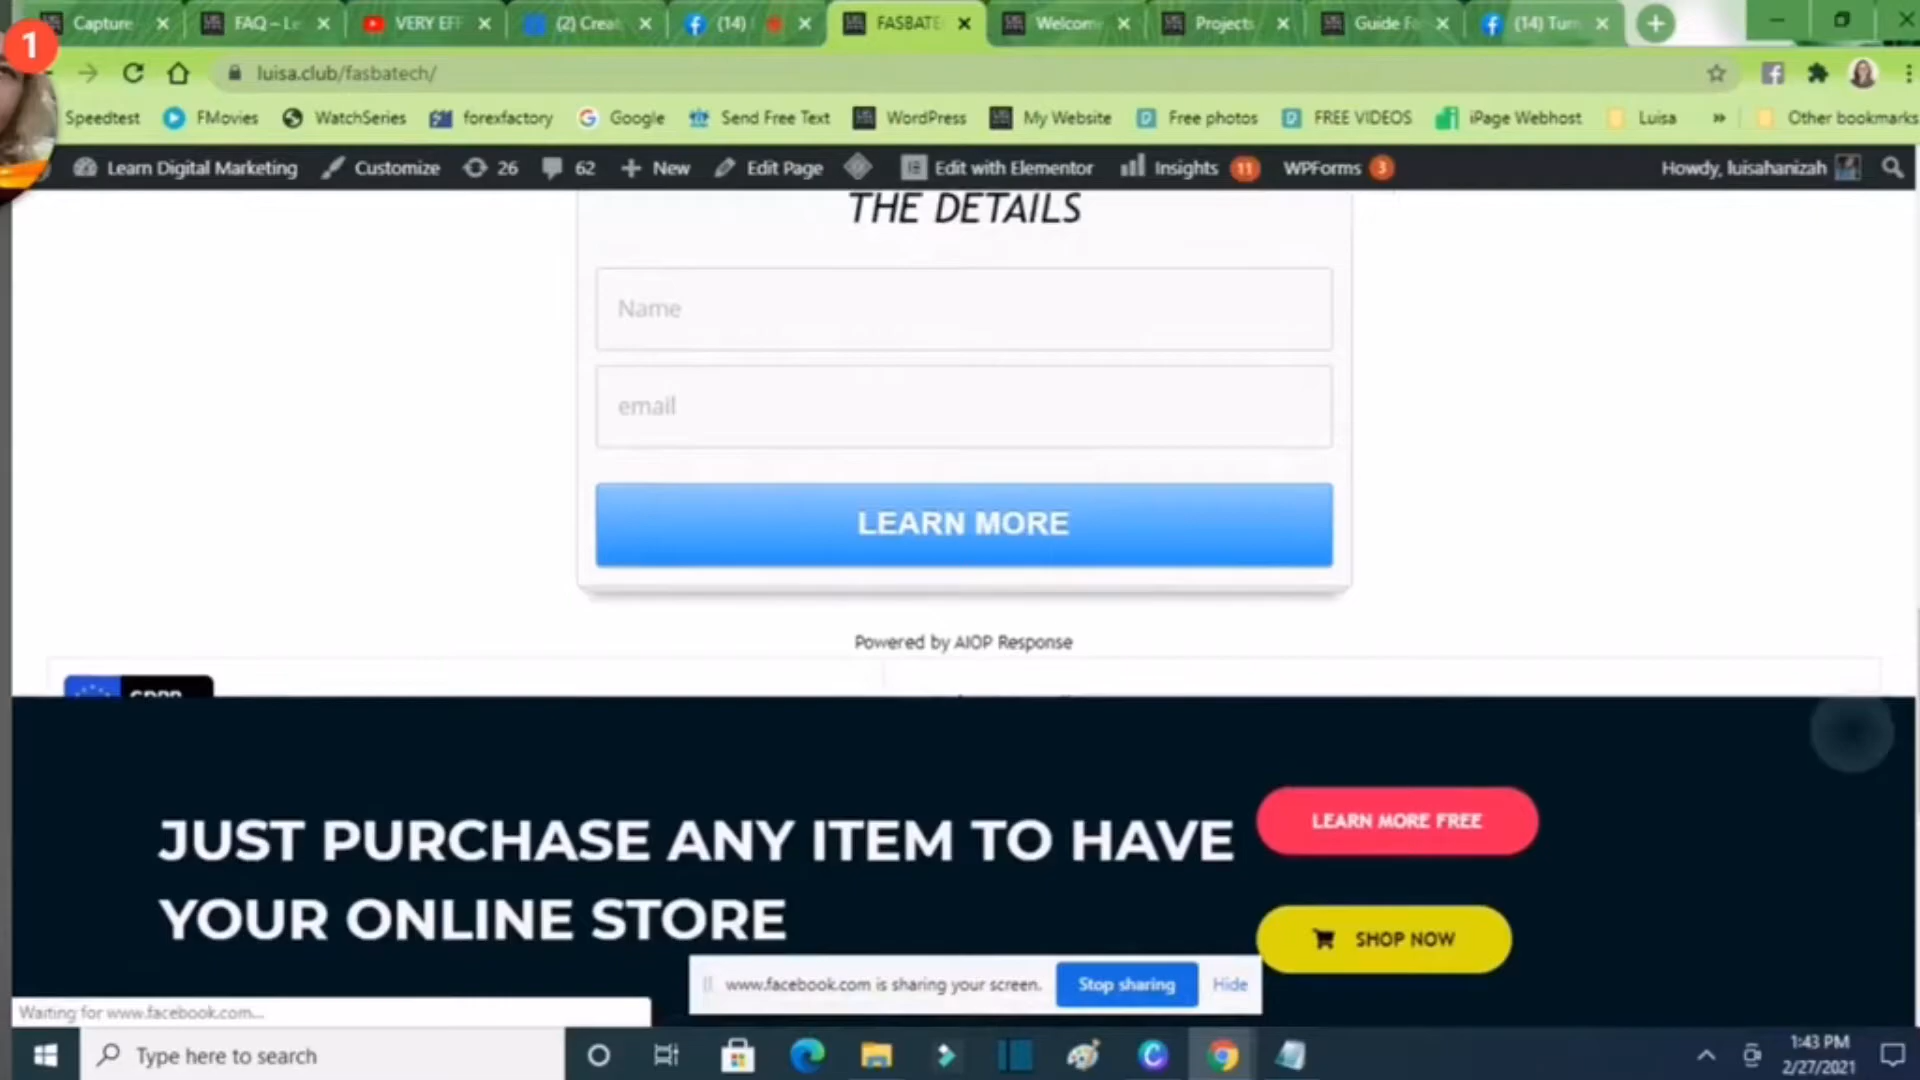 Capture
FAQ – Le
VERY EFF
(2) Creat
(14)
FASBATE
Welcom
Projects
Guide Fo
(14) Turn
1
luisa.club/fasbatech/
Speedtest
FMovies
WatchSeries
forexfactory
Google
Send Free Text
WordPress
My Website
Free photos
FREE VIDEOS
iPage Webhost
Luisa
»
Other bookmarks
Learn Digital Marketing
Customize
26
62
New
Edit Page
Edit with Elementor
Insights 11
WPForms 3
Howdy, luisahanizah
THE DETAILS
Name
email
LEARN MORE
Powered by AIOP Response
GDPR
JUST PURCHASE ANY ITEM TO HAVE
YOUR ONLINE STORE
LEARN MORE FREE
SHOP NOW
www.facebook.com is sharing your screen.
Stop sharing
Hide
Waiting for www.facebook.com...
Type here to search
1:43 PM
2/27/2021